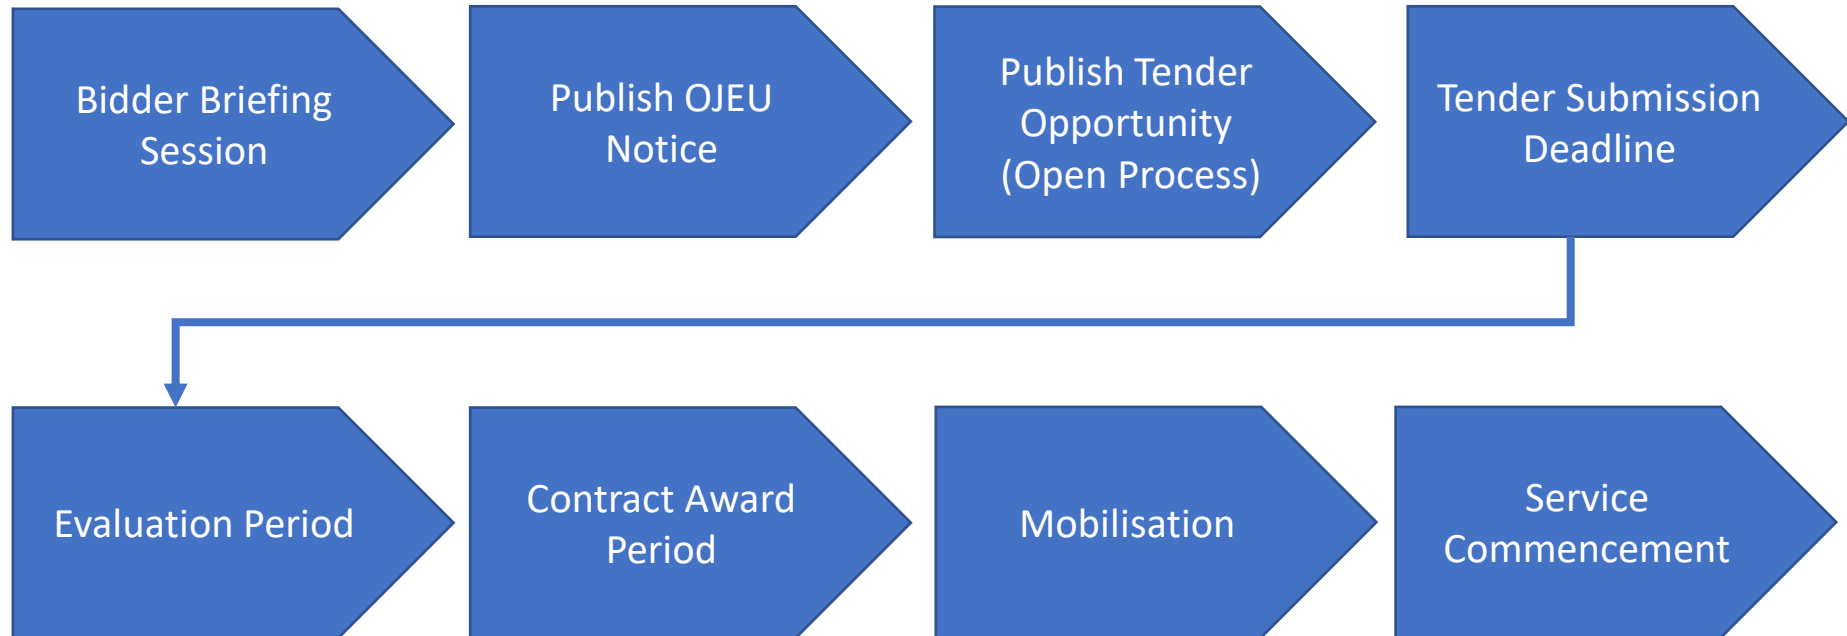 Bidder Briefing
Session
Publish OJEU
Notice
Publish Tender
Opportunity
(Open Process)
Tender Submission
Deadline
Evaluation Period
Contract Award
Period
Mobilisation
Service
Commencement